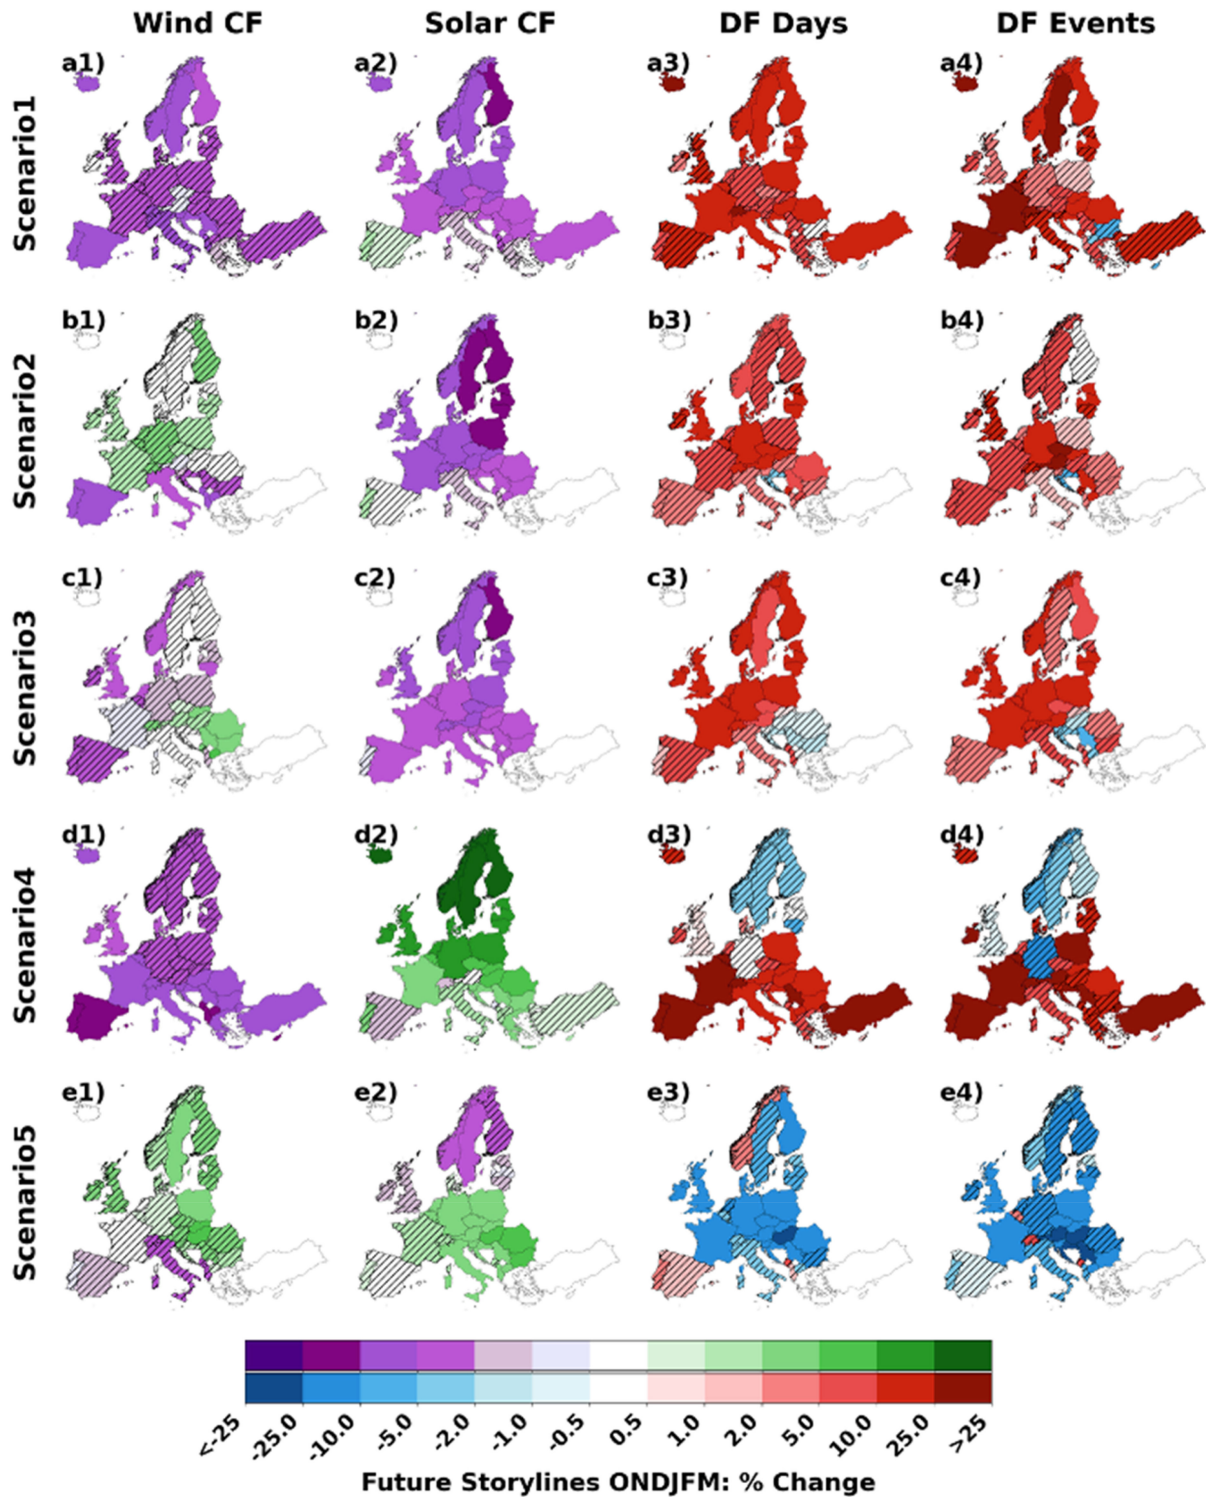 Wind CF Solar CF DF Days DF Events
Scenario1
a1) a2) a3) a4)
Scenario2
b1) b2) b3) b4)
Scenario3
c1) c2) c3) c4)
Scenario4
d1) d2) d3) d4)
Scenario5
e1) e2) e3) e4)
<-25 -25.0 -10.0 -5.0 -2.0 -1.0 -0.5 0.5 1.0 2.0 5.0 10.0 25.0 >25
Future Storylines ONDJFM: % Change